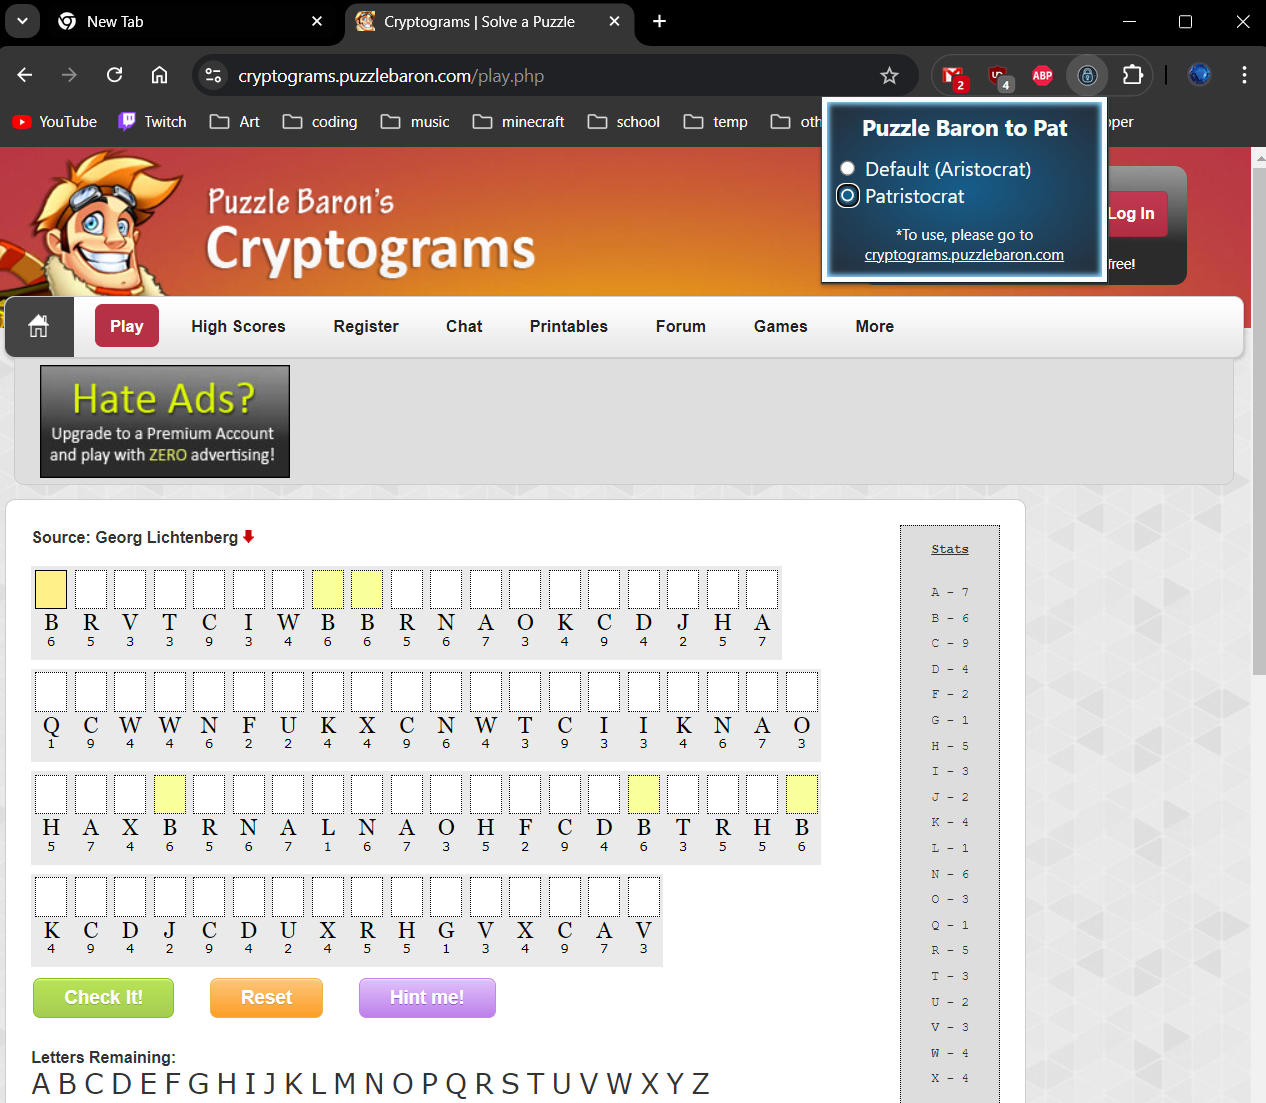 New Tab
Cryptograms | Solve a Puzzle
cryptograms.puzzlebaron.com/play.php
2
4
ABP
YouTube
Twitch
Art
coding
music
minecraft
school
temp
Puzzle Baron to Pat
Default (Aristocrat)
Patristocrat
*To use, please go to
cryptograms.puzzlebaron.com
Puzzle Baron's
Cryptograms
Log In
free!
Play
High Scores
Register
Chat
Printables
Forum
Games
More
Hate Ads?
Upgrade to a Premium Account
and play with ZERO advertising!
Source: Georg Lichtenberg
B R V T C I W B B R N A O K C D J H A
6 5 3 3 9 3 4 6 6 5 6 7 3 4 9 4 2 5 7
Q C W W N F U K X C N W T C I I K N A O
1 9 4 4 6 2 2 4 4 9 6 4 3 9 3 3 4 6 7 3
H A X B R N A L N A O H F C D B T R H B
5 7 4 6 5 6 7 1 6 7 3 5 2 9 4 6 3 5 5 6
K C D J C D U X R H G V X C A V
4 9 4 2 9 4 2 4 5 5 1 3 4 9 7 3
Check It!
Reset
Hint me!
Letters Remaining:
A B C D E F G H I J K L M N O P Q R S T U V W X Y Z
Stats
A - 7
B - 6
C - 9
D - 4
F - 2
G - 1
H - 5
I - 3
J - 2
K - 4
L - 1
N - 6
O - 3
Q - 1
R - 5
T - 3
U - 2
V - 3
W - 4
X - 4